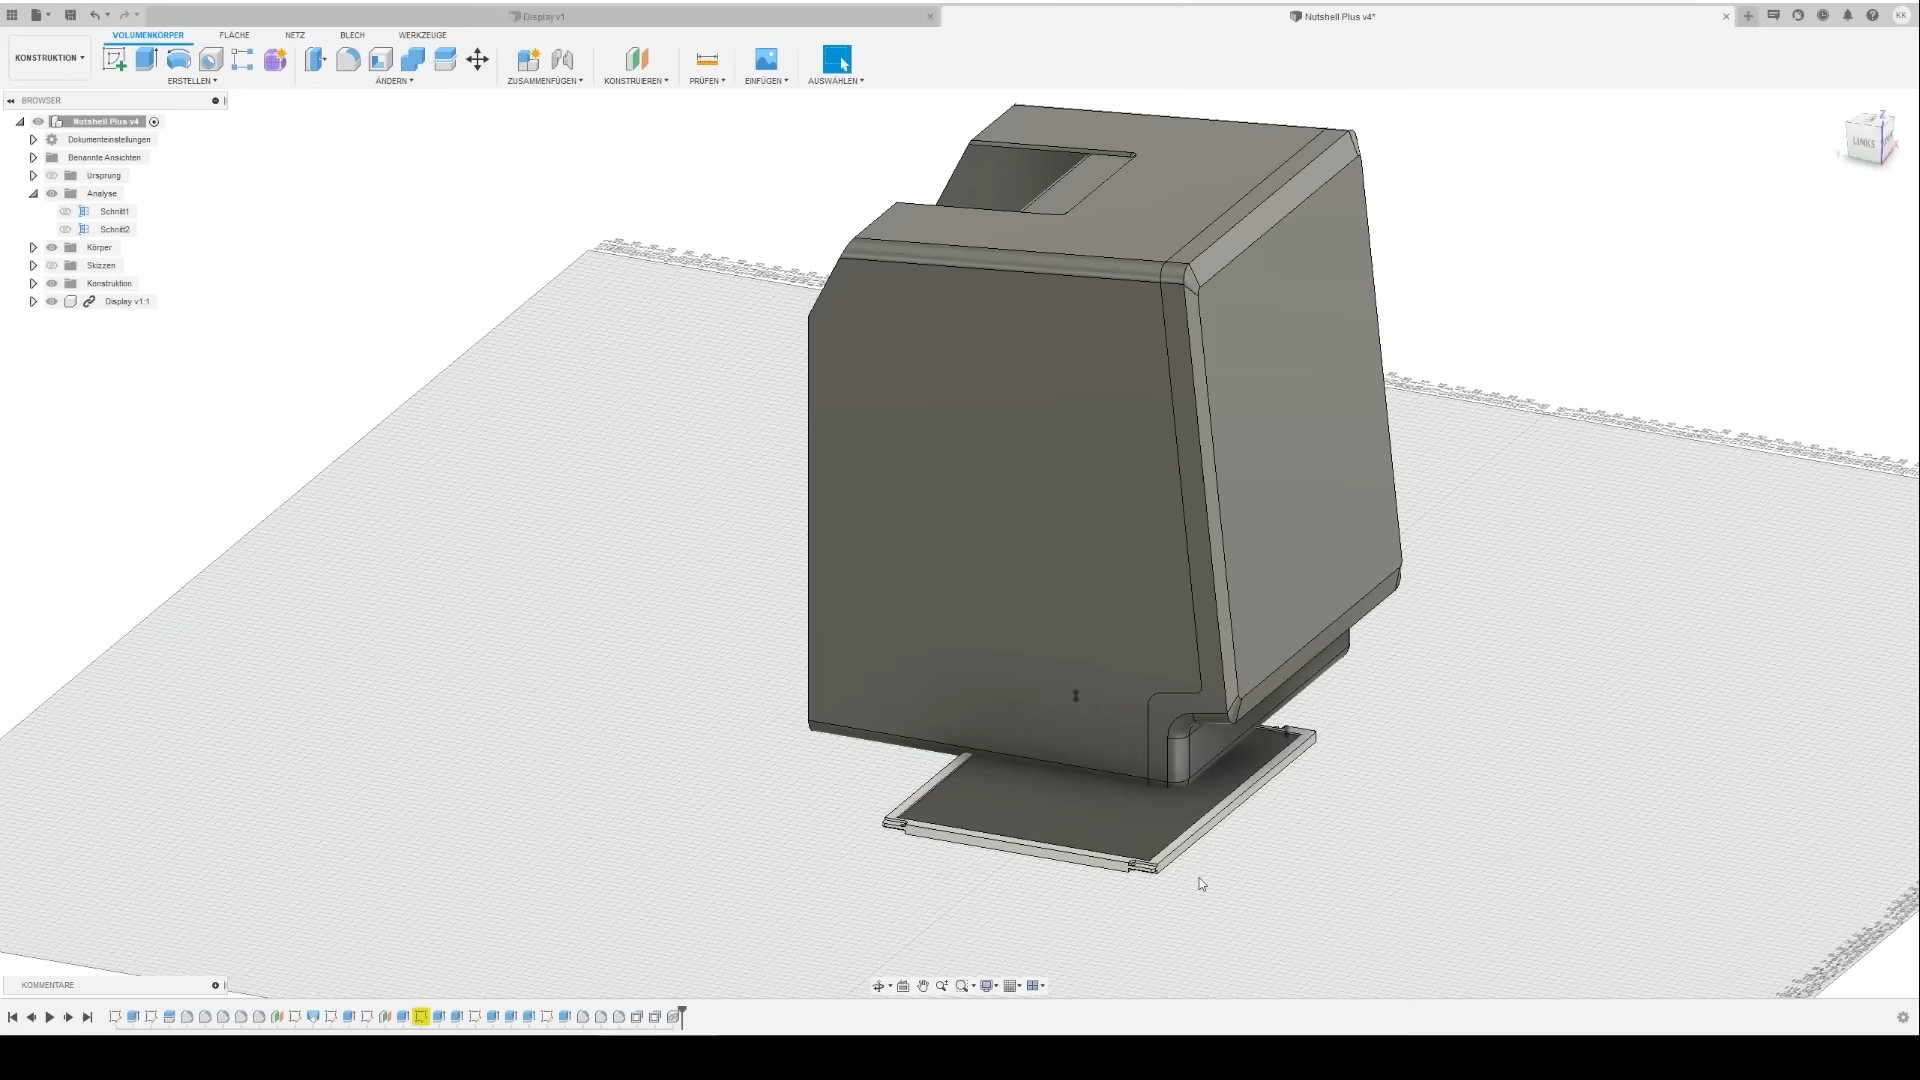 Display v1
Nutshell Plus v4*
KK
KONSTRUKTION
VOLUMENKÖRPER
FLÄCHE
NETZ
BLECH
WERKZEUGE
ERSTELLEN
ÄNDERN
ZUSAMMENFÜGEN
KONSTRUIEREN
PRÜFEN
EINFÜGEN
AUSWÄHLEN
BROWSER
Nutshell Plus v4
Dokumenteinstellungen
Benannte Ansichten
Ursprung
Analyse
Schnitt1
Schnitt2
Körper
Skizzen
Konstruktion
Display v1:1
Z
LINKS
X
KOMMENTARE